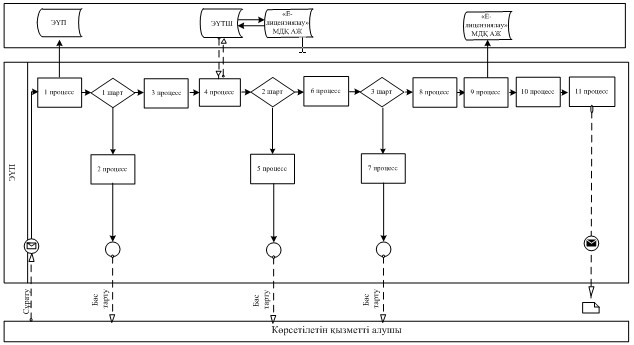 ЭҮП
ЭҮТШ
«Е-
лицензиялау»
МДҚ АЖ
«Е-
лицензиялау»
МДҚ АЖ
ЭҮП
1 процесс
1 шарт
3 процесс
4 процесс
2 шарт
6 процесс
3 шарт
8 процесс
9 процесс
10 процесс
11 процесс
2 процесс
5 процесс
7 процесс
Сұрату
Бас
тарту
Бас
тарту
Бас
тарту
Көрсетілетін қызметті алушы